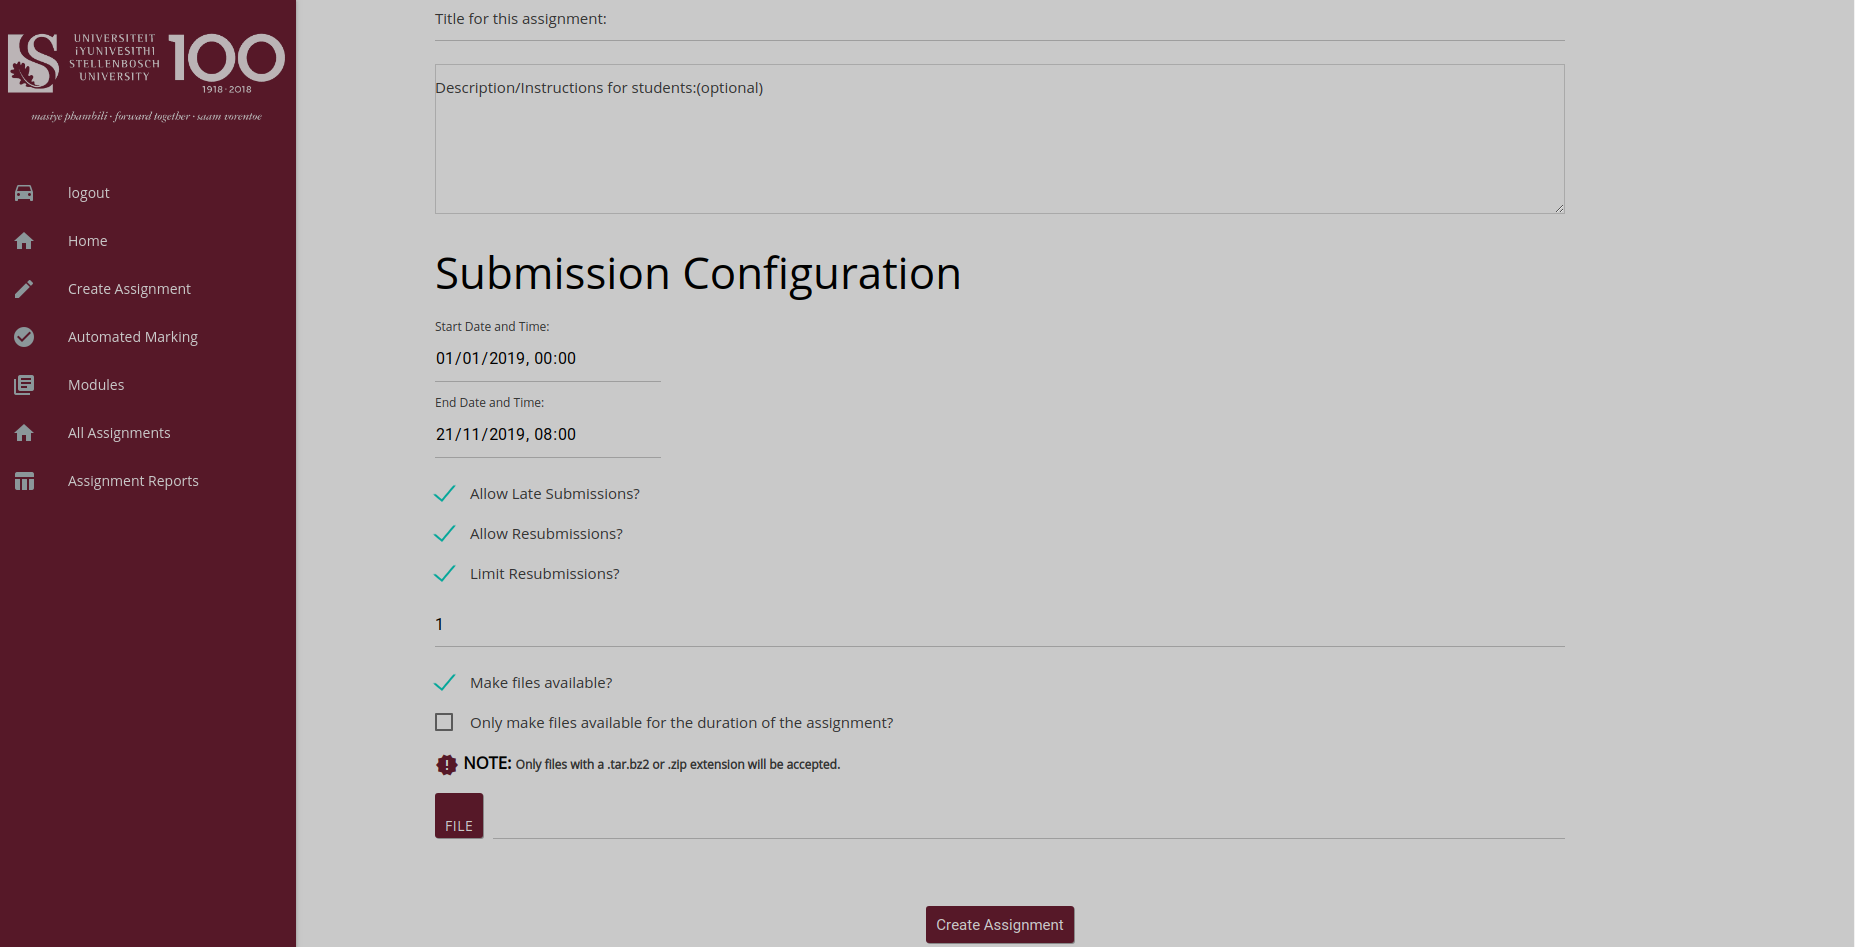 UNIVERSITEIT
iYUNIVESITHI
STELLENBOSCH
UNIVERSITY
100
1918·2018
masiye phambili · forward together · saam vorentoe
logout
Home
Create Assignment
Automated Marking
Modules
All Assignments
Assignment Reports
Title for this assignment:
Description/Instructions for students:(optional)
Submission Configuration
Start Date and Time:
01/01/2019, 00:00
End Date and Time:
21/11/2019, 08:00
Allow Late Submissions?
Allow Resubmissions?
Limit Resubmissions?
1
Make files available?
Only make files available for the duration of the assignment?
NOTE: Only files with a .tar.bz2 or .zip extension will be accepted.
FILE
Create Assignment